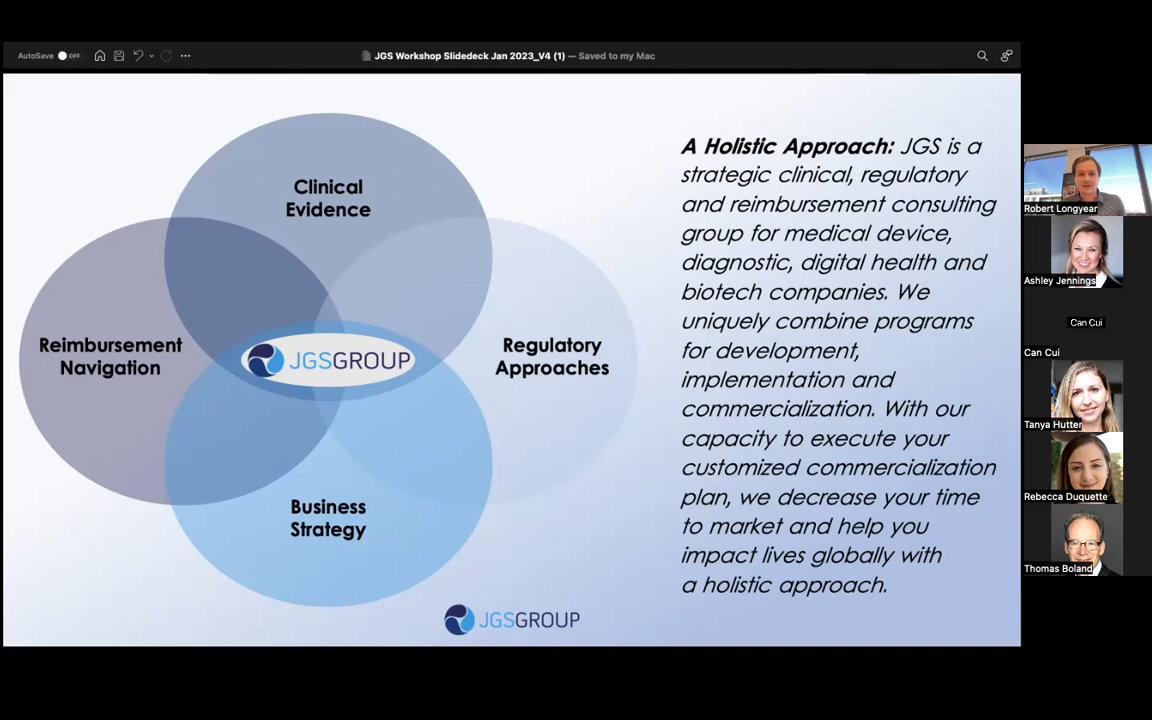 AutoSave OFF
JGS Workshop Slidedeck Jan 2023_V4 (1) — Saved to my Mac
Clinical
Evidence
Reimbursement
Navigation
JGSGROUP
Regulatory
Approaches
Business
Strategy
JGSGROUP
A Holistic Approach: JGS is a
strategic clinical, regulatory
and reimbursement consulting
group for medical device,
diagnostic, digital health and
biotech companies. We
uniquely combine programs
for development,
implementation and
commercialization. With our
capacity to execute your
customized commercialization
plan, we decrease your time
to market and help you
impact lives globally with
a holistic approach.
Robert Longyear
Ashley Jennings
Can Cui
Can Cui
Tanya Hutter
Rebecca Duquette
Thomas Boland